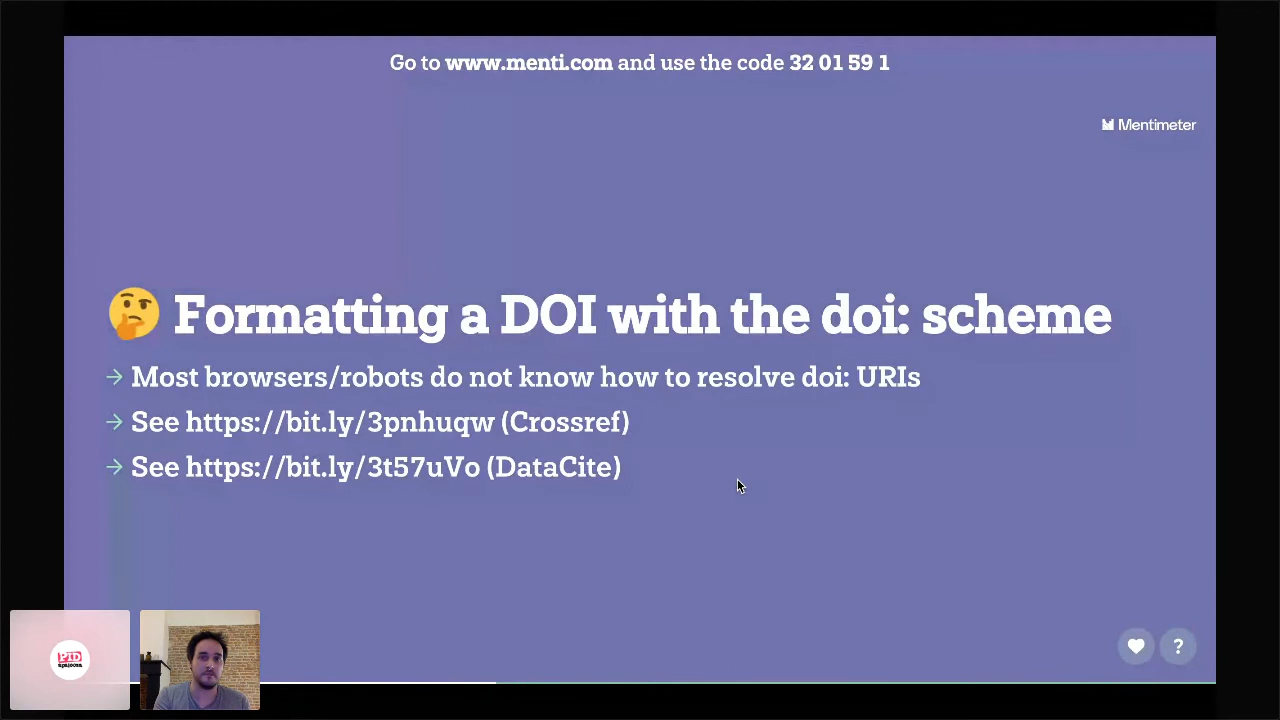 Go to www.menti.com and use the code 32 01 59 1
Mentimeter
Formatting a DOI with the doi: scheme
Most browsers/robots do not know how to resolve doi: URIs
See https://bit.ly/3pnhuqw (Crossref)
See https://bit.ly/3t57uVo (DataCite)
?
PID
apalooza